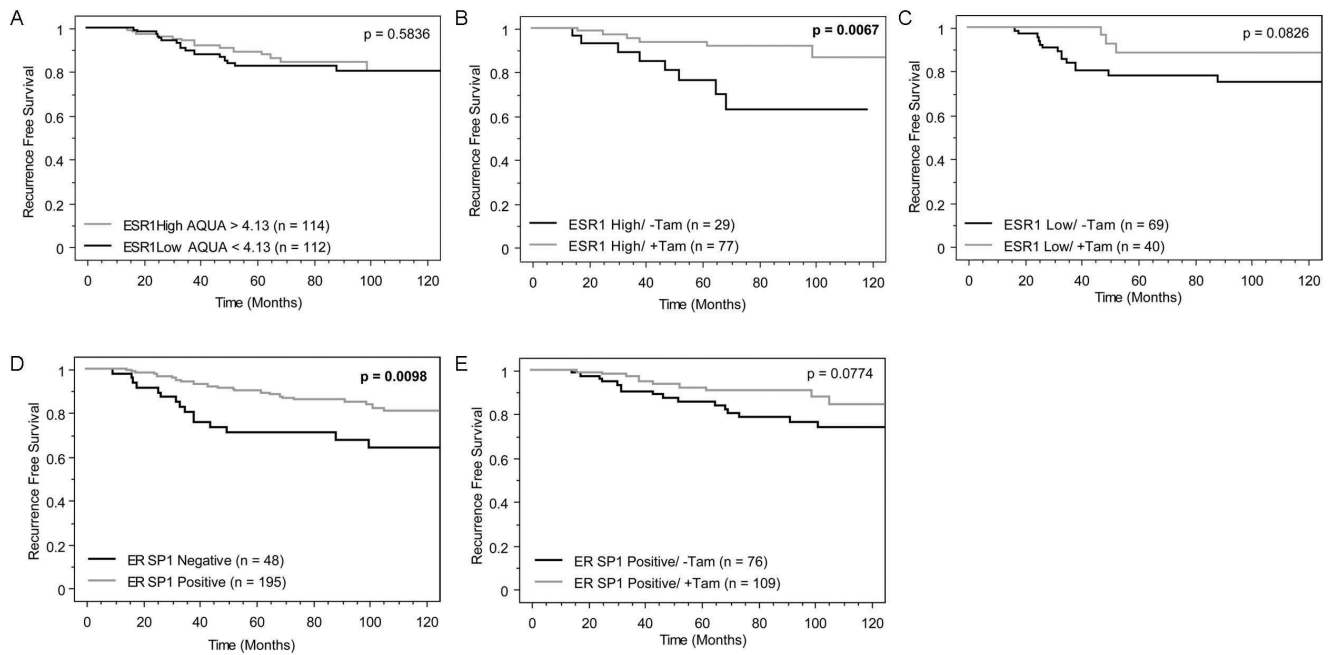 A
Recurrence Free Survival
1
0.8
0.6
0.4
0.2
0
p = 0.5836
ESR1High AQUA > 4.13 (n = 114)
ESR1Low AQUA < 4.13 (n = 112)
0 20 40 60 80 100 120
Time (Months)
B
Recurrence Free Survival
1
0.8
0.6
0.4
0.2
0
p = 0.0067
ESR1 High/ -Tam (n = 29)
ESR1 High/ +Tam (n = 77)
0 20 40 60 80 100 120
Time (Months)
C
Recurrence Free Survival
1
0.8
0.6
0.4
0.2
0
p = 0.0826
ESR1 Low/ -Tam (n = 69)
ESR1 Low/ +Tam (n = 40)
0 20 40 60 80 100 120
Time (Months)
D
Recurrence Free Survival
1
0.8
0.6
0.4
0.2
0
p = 0.0098
ER SP1 Negative (n = 48)
ER SP1 Positive (n = 195)
0 20 40 60 80 100 120
Time (Months)
E
Recurrence Free Survival
1
0.8
0.6
0.4
0.2
0
p = 0.0774
ER SP1 Positive/ -Tam (n = 76)
ER SP1 Positive/ +Tam (n = 109)
0 20 40 60 80 100 120
Time (Months)